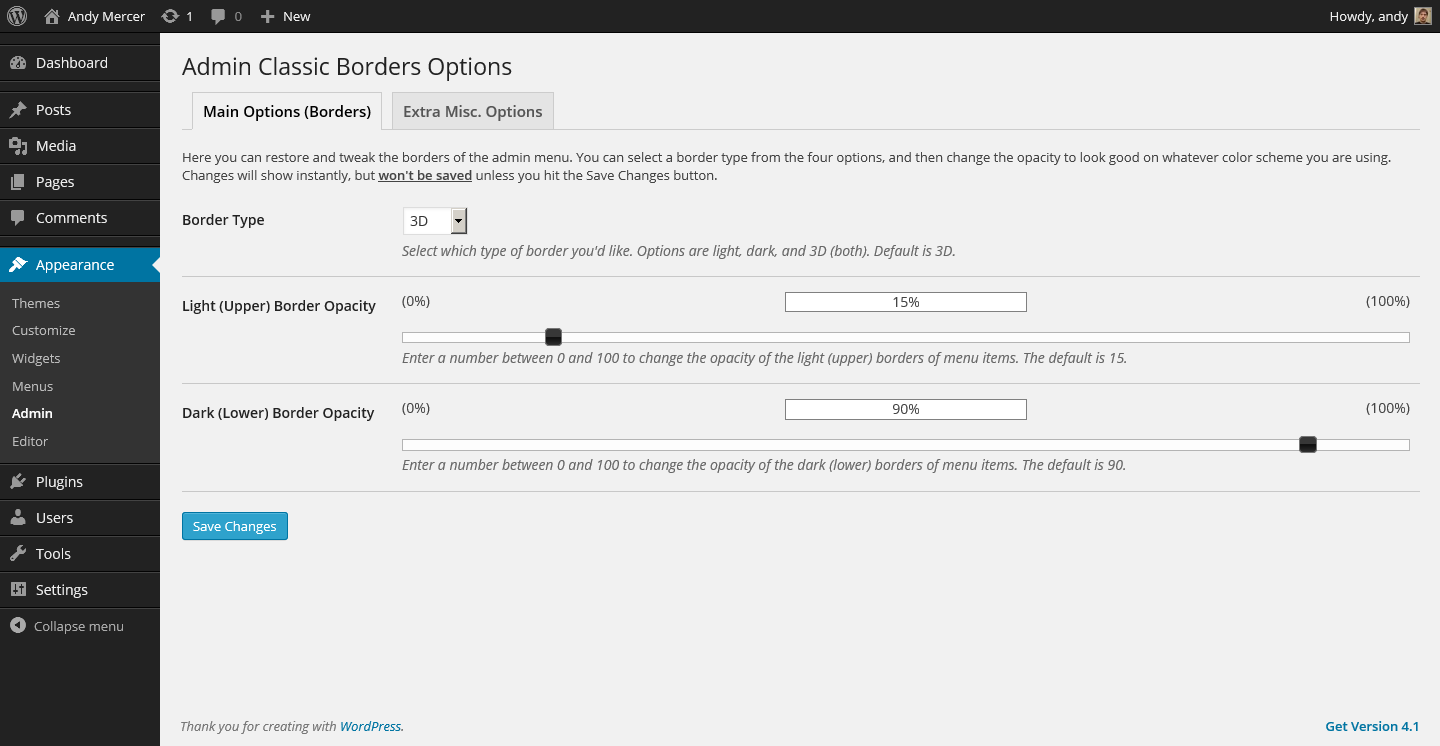 Andy Mercer 1 0 New Howdy, andy
Dashboard
Posts
Media
Pages
Comments
Appearance
Themes
Customize
Widgets
Menus
Admin
Editor
Plugins
Users
Tools
Settings
Collapse menu
Admin Classic Borders Options
Main Options (Borders) Extra Misc. Options
Here you can restore and tweak the borders of the admin menu. You can select a border type from the four options, and then change the opacity to look good on whatever color scheme you are using.
Changes will show instantly, but won't be saved unless you hit the Save Changes button.
Border Type 3D
Select which type of border you'd like. Options are light, dark, and 3D (both). Default is 3D.
Light (Upper) Border Opacity (0%) 15% (100%)
Enter a number between 0 and 100 to change the opacity of the light (upper) borders of menu items. The default is 15.
Dark (Lower) Border Opacity (0%) 90% (100%)
Enter a number between 0 and 100 to change the opacity of the dark (lower) borders of menu items. The default is 90.
Save Changes
Thank you for creating with WordPress. Get Version 4.1